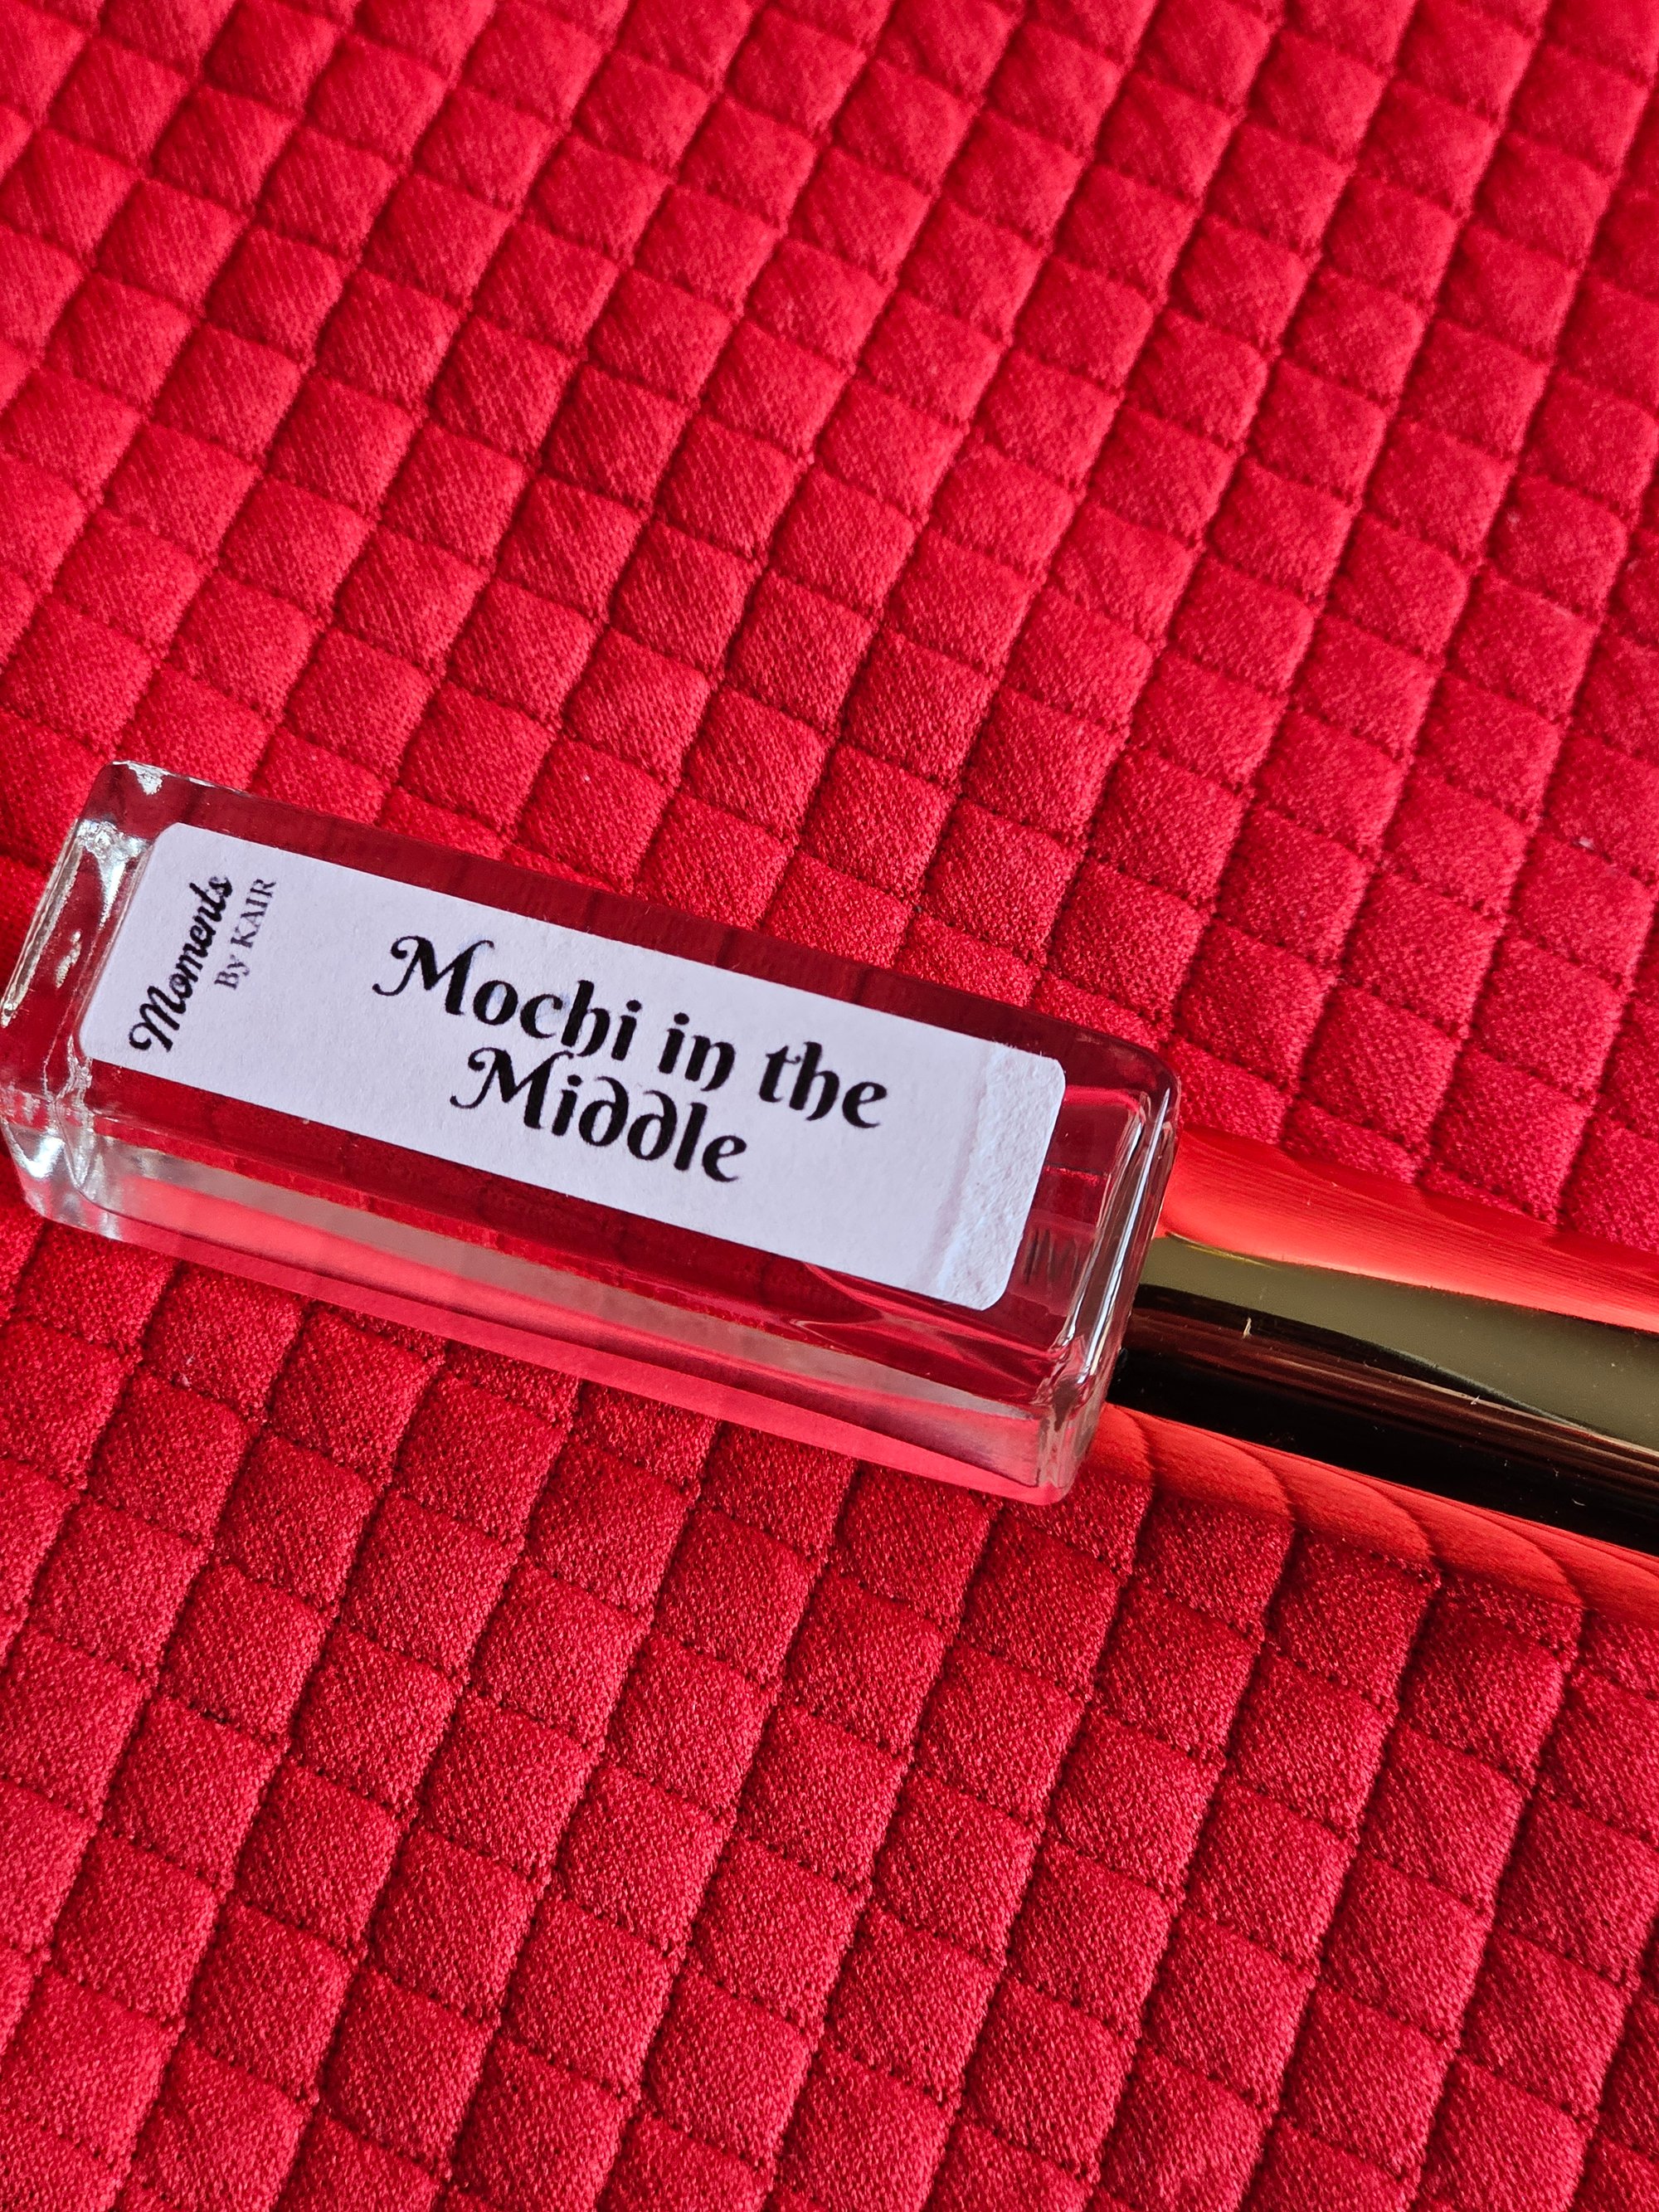 Moments
By KAIR
Mochi in the
Middle